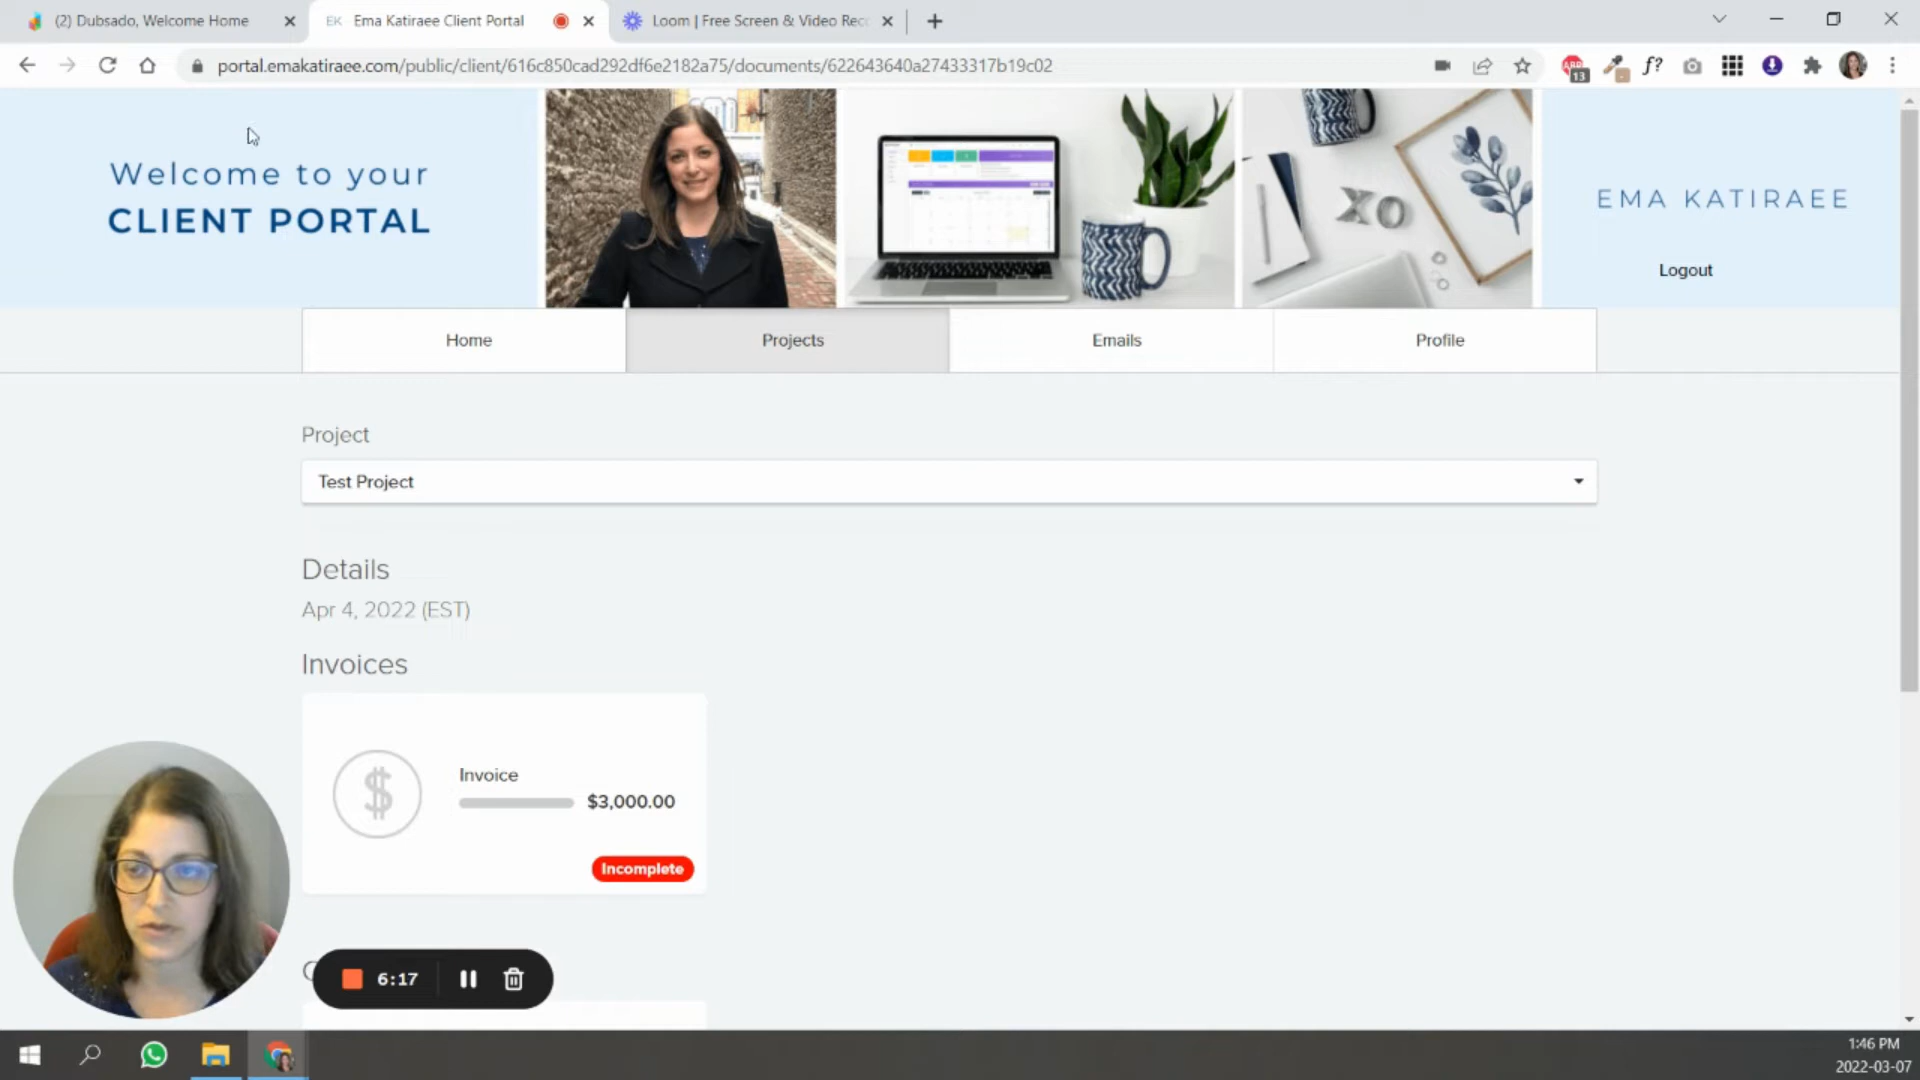 (2) Dubsado, Welcome Home
EK Ema Katiraee Client Portal
Loom | Free Screen & Video Rec
portal.emakatiraee.com/public/client/616c850cad292df6e2182a75/documents/622643640a27433317b19c02
ABP
13
f?
Welcome to your
CLIENT PORTAL
XO
EMA KATIRAEE
Logout
Home
Projects
Emails
Profile
Project
Test Project
Details
Apr 4, 2022 (EST)
Invoices
$
Invoice
$3,000.00
Incomplete
6:17
1:46 PM
2022-03-07